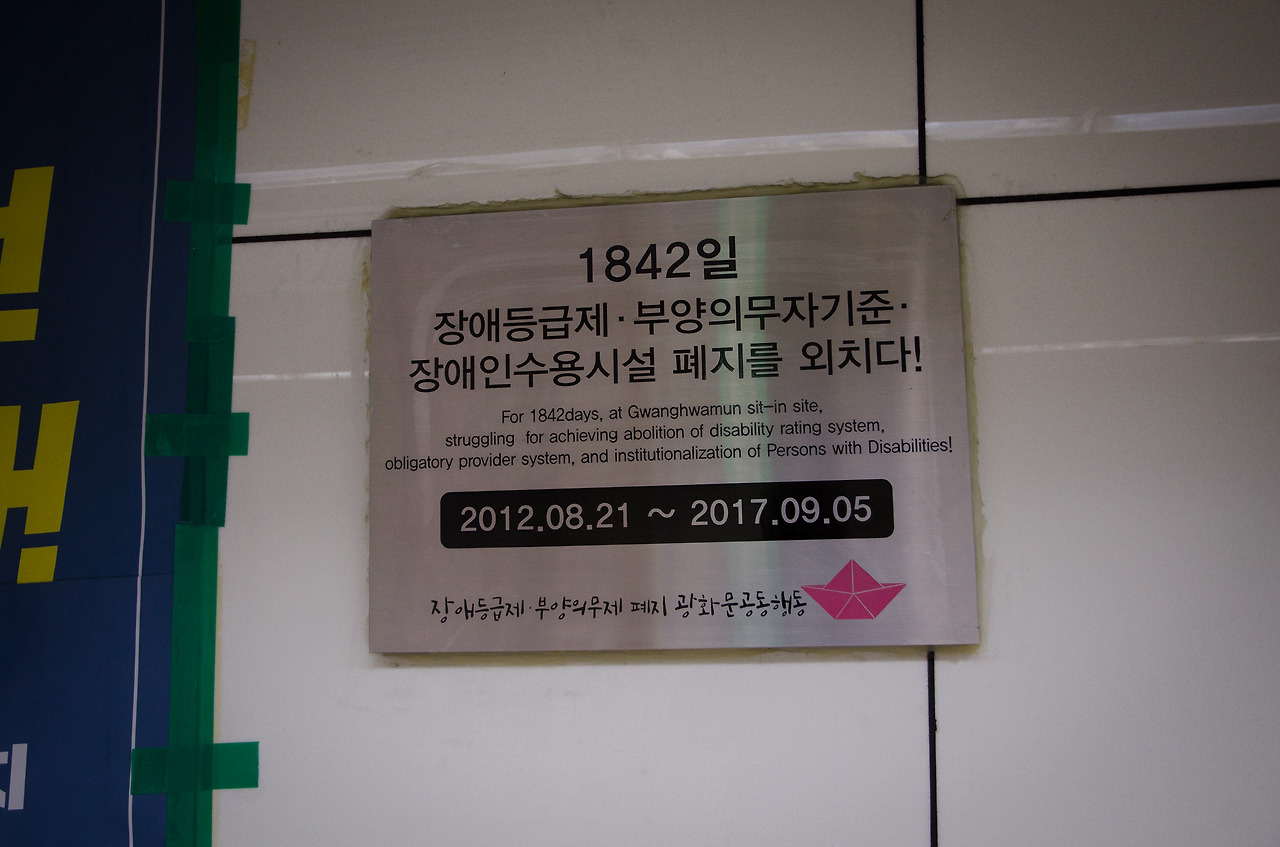 1842일
장애등급제·부양의무자기준·
장애인수용시설 폐지를 외치다!
For 1842days, at Gwanghwamun sit-in site,
struggling for achieving abolition of disability rating system,
obligatory provider system, and institutionalization of Persons with Disabilities!
2012.08.21 ~ 2017.09.05
장애등급제·부양의무제 폐지 광화문공동행동